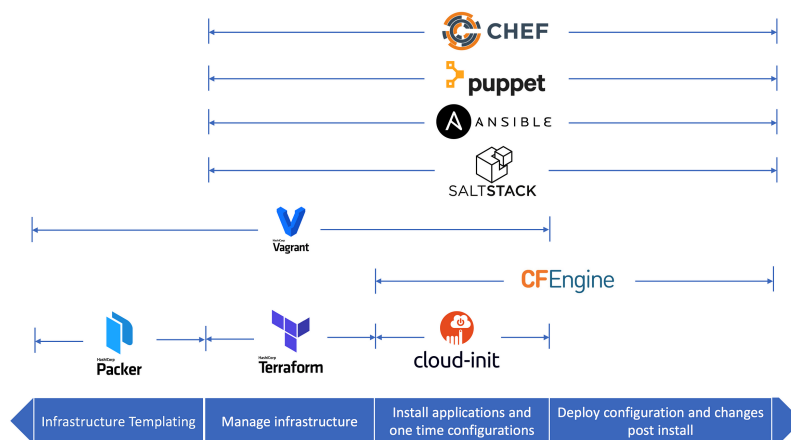 CHEF
puppet
ANSIBLE
SALTSTACK
HashiCorp
Vagrant
CFEngine
HashiCorp
Packer
HashiCorp
Terraform
cloud-init
Infrastructure Templating
Manage infrastructure
Install applications and
one time configurations
Deploy configuration and changes
post install